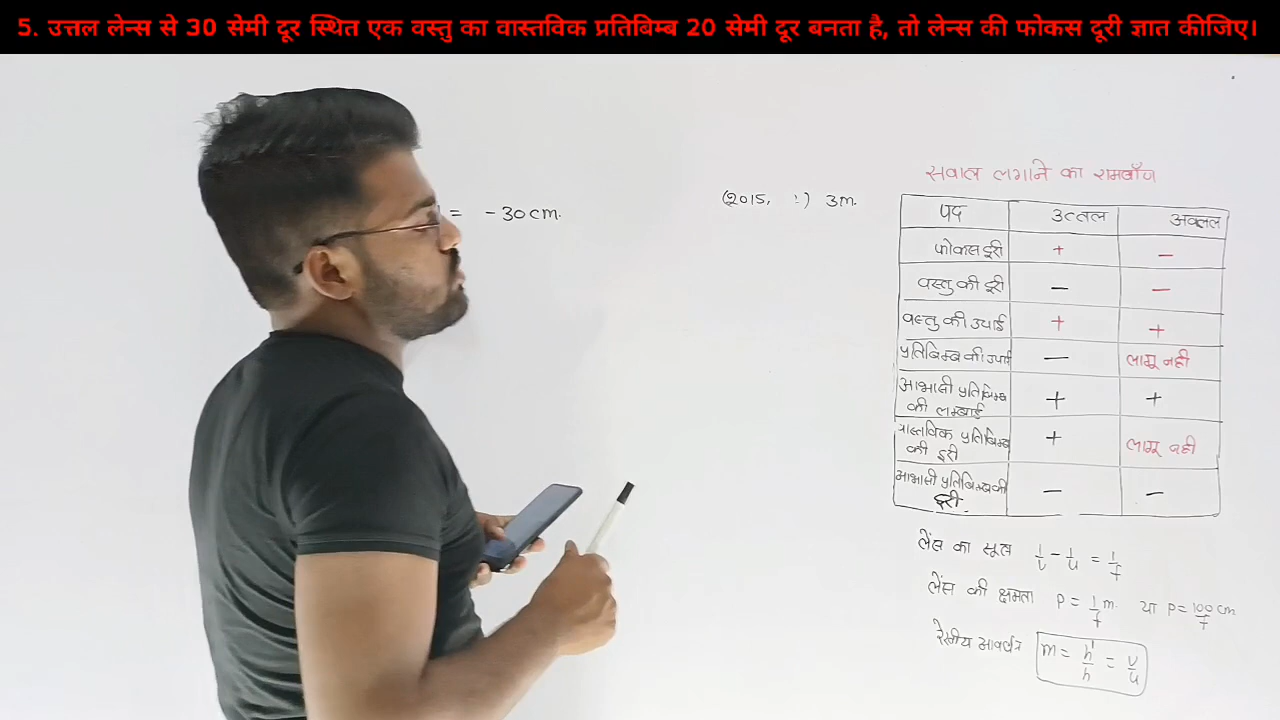 5. उत्तल लेन्स से 30 सेमी दूर स्थित एक वस्तु का वास्तविक प्रतिबिम्ब 20 सेमी दूर बनता है, तो लेन्स की फोकस दूरी ज्ञात कीजिए।
= -30cm.
(2015, ) 3m.
सवाल लगाने का रामबाँण
पद उत्तल अवतल
फोकस दूरी + -
वस्तु की दूरी - -
वस्तु की उचाई + +
प्रतिबिम्ब की उचाई - लागू नही
आभासी प्रतिबिम्ब की लम्बाई + +
वास्तविक प्रतिबिम्ब की दूरी + लागू नही
आभासी प्रतिबिम्ब की दूरी - -
लेंस का सूत्र 1/v - 1/u = 1/f
लेंस की क्षमता P = 1/f m. या P = 100/f cm
रेखीय आवर्धन m = h'/h = v/u